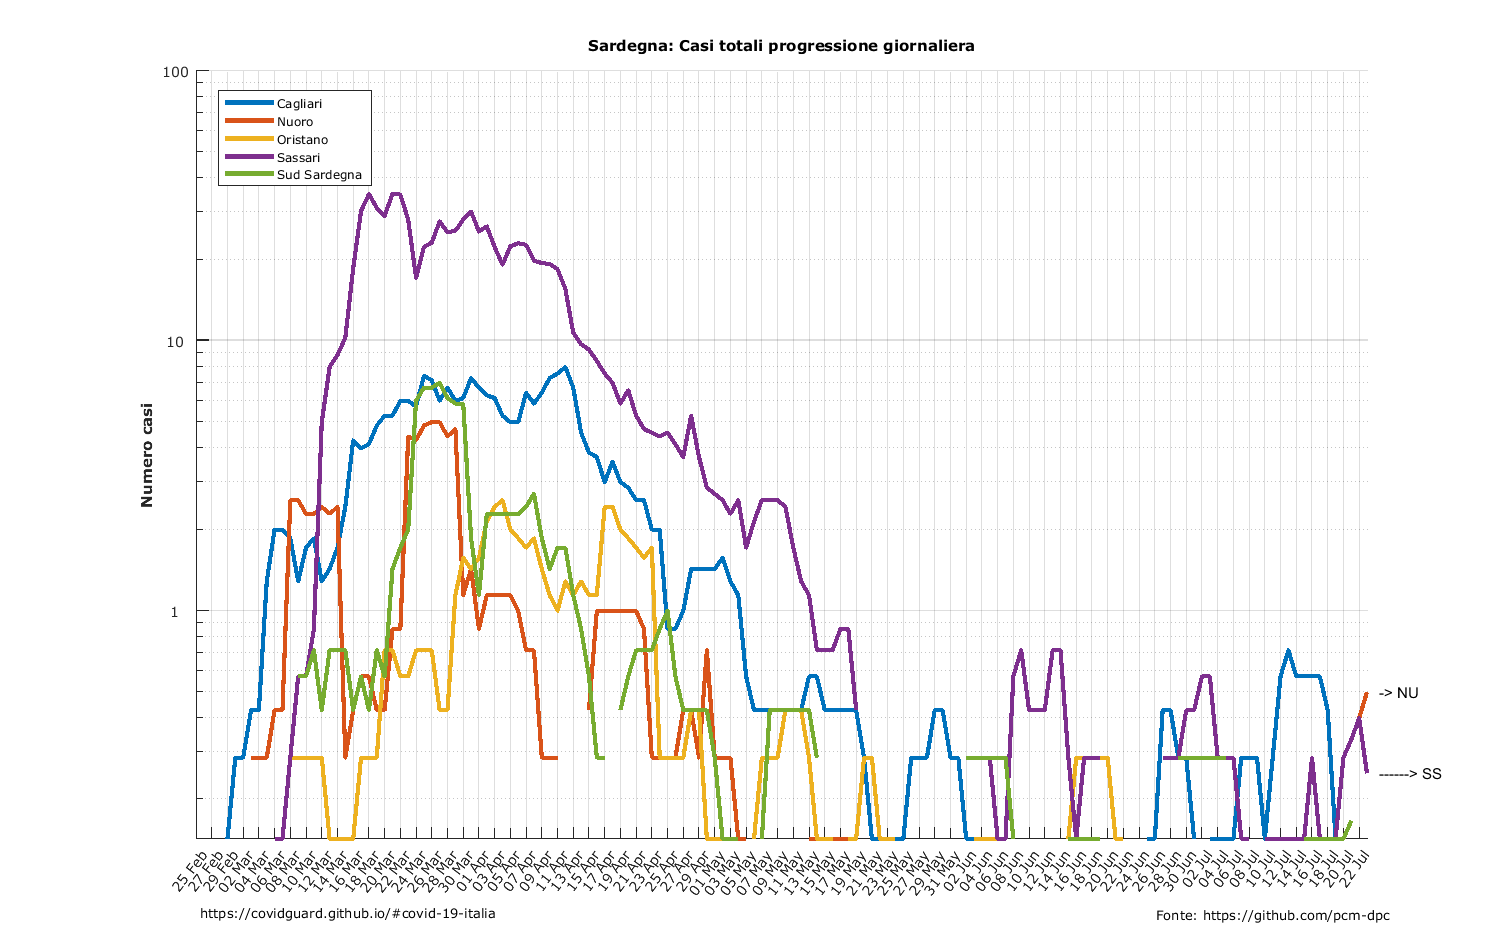 Sardegna: Casi totali progressione giornaliera
100
10
1
Numero casi
Cagliari
Nuoro
Oristano
Sassari
Sud Sardegna
-> NU
------> SS
25 Feb
27 Feb
29 Feb
02 Mar
04 Mar
06 Mar
08 Mar
10 Mar
12 Mar
14 Mar
16 Mar
18 Mar
20 Mar
22 Mar
24 Mar
26 Mar
28 Mar
30 Mar
01 Apr
03 Apr
05 Apr
07 Apr
09 Apr
11 Apr
13 Apr
15 Apr
17 Apr
19 Apr
21 Apr
23 Apr
25 Apr
27 Apr
29 Apr
01 May
03 May
05 May
07 May
09 May
11 May
13 May
15 May
17 May
19 May
21 May
23 May
25 May
27 May
29 May
31 May
02 Jun
04 Jun
06 Jun
08 Jun
10 Jun
12 Jun
14 Jun
16 Jun
18 Jun
20 Jun
22 Jun
24 Jun
26 Jun
28 Jun
30 Jun
02 Jul
04 Jul
06 Jul
08 Jul
10 Jul
12 Jul
14 Jul
16 Jul
18 Jul
20 Jul
22 Jul
https://covidguard.github.io/#covid-19-italia
Fonte: https://github.com/pcm-dpc